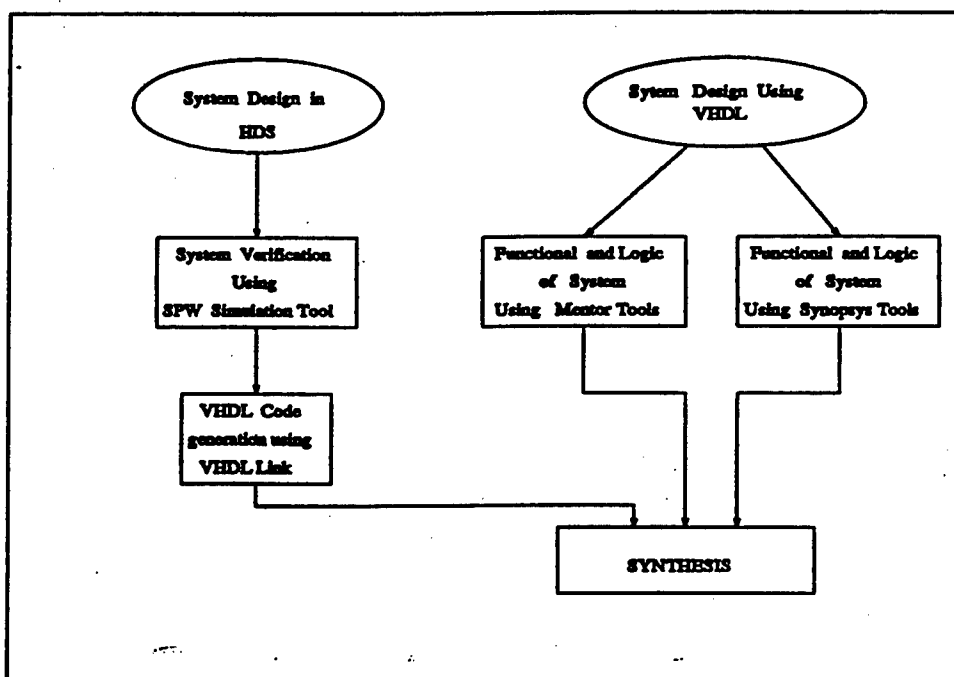 System Design in
HDS
Sytem Design Using
VHDL
System Verification
Using
SPW Simulation Tool
Functional and Logic
of System
Using Mentor Tools
Functional and Logic
of System
Using Synopsys Tools
VHDL Code
generation using
VHDL Link
SYNTHESIS